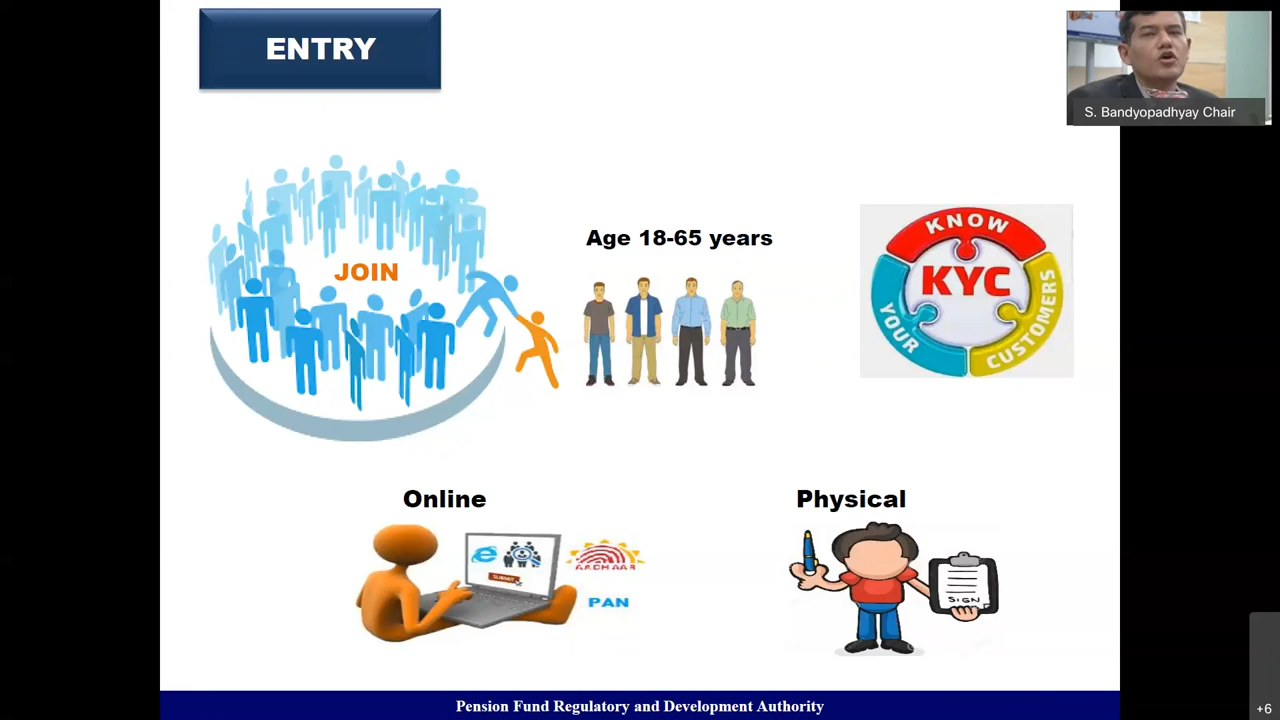 ENTRY
S. Bandyopadhyay Chair
JOIN
Age 18-65 years
KNOW
YOUR
CUSTOMERS
KYC
Online
Physical
SUBMIT
AADHAAR
PAN
SIGN
Pension Fund Regulatory and Development Authority
+6